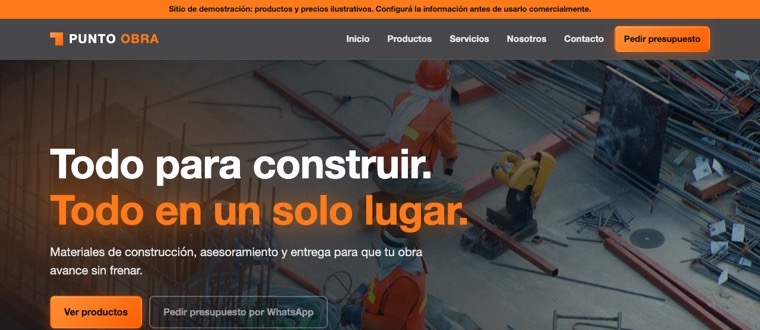 Sitio de demostración: productos y precios ilustrativos. Configurá la información antes de usarlo comercialmente.
PUNTO OBRA
Inicio Productos Servicios Nosotros Contacto Pedir presupuesto
Todo para construir.
Todo en un solo lugar.
Materiales de construcción, asesoramiento y entrega para que tu obra
avance sin frenar.
Ver productos Pedir presupuesto por WhatsApp